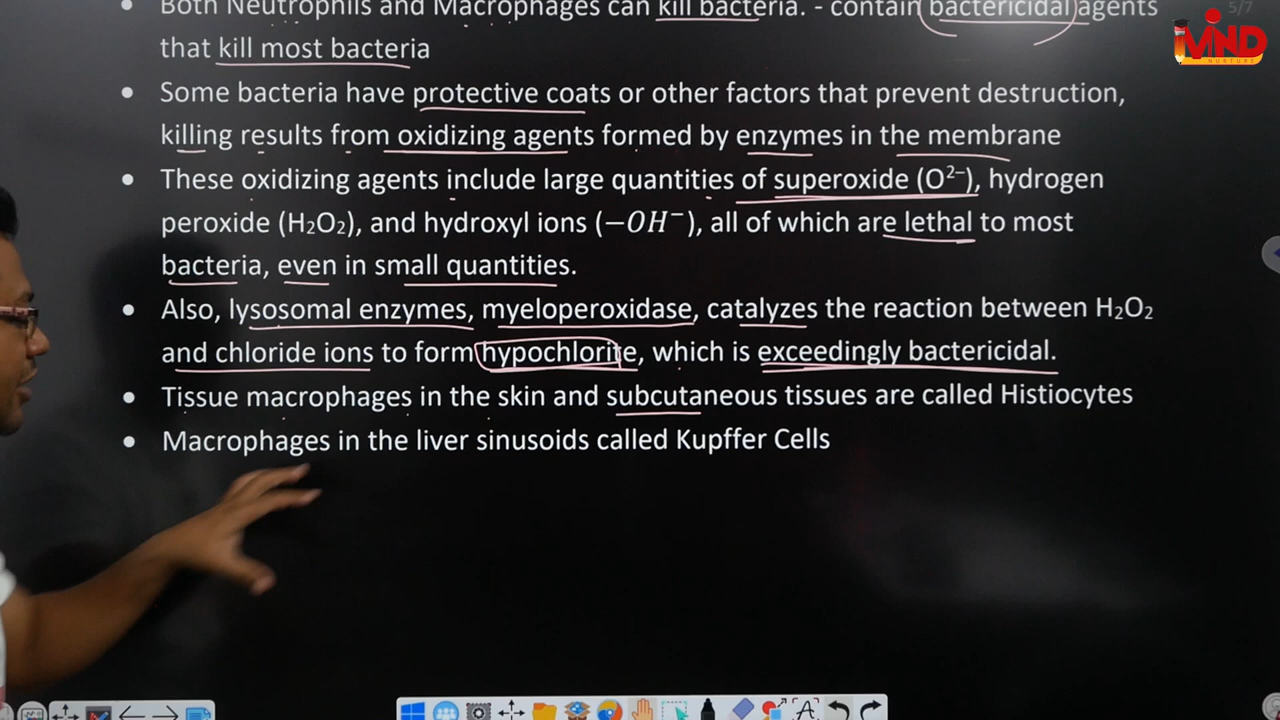 Both Neutrophils and Macrophages can kill bacteria. - contain bactericidal agents
that kill most bacteria
• Some bacteria have protective coats or other factors that prevent destruction,
killing results from oxidizing agents formed by enzymes in the membrane
• These oxidizing agents include large quantities of superoxide (O²⁻), hydrogen
peroxide (H₂O₂), and hydroxyl ions (−OH⁻), all of which are lethal to most
bacteria, even in small quantities.
• Also, lysosomal enzymes, myeloperoxidase, catalyzes the reaction between H₂O₂
and chloride ions to form hypochlorite, which is exceedingly bactericidal.
• Tissue macrophages in the skin and subcutaneous tissues are called Histiocytes
• Macrophages in the liver sinusoids called Kupffer Cells
5/7
MIND
NURTURE